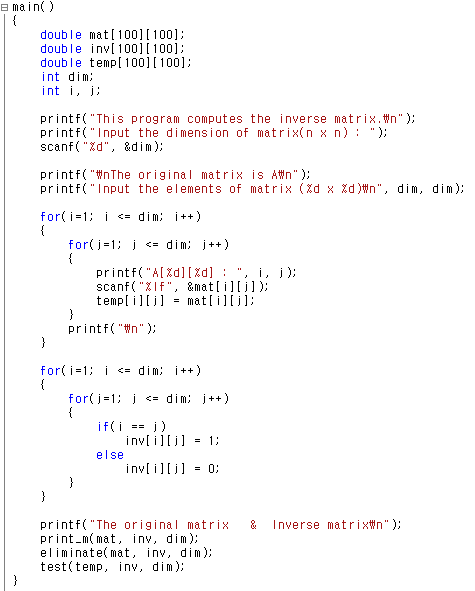 main()
{
    double mat[100][100];
    double inv[100][100];
    double temp[100][100];
    int dim;
    int i, j;

    printf("This program computes the inverse matrix.₩n");
    printf("Input the dimension of matrix(n x n) : ");
    scanf("%d", &dim);

    printf("₩nThe original matrix is A₩n");
    printf("Input the elements of matrix (%d x %d)₩n", dim, dim);

    for(i=1; i <= dim; i++)
    {
        for(j=1; j <= dim; j++)
        {
            printf("A[%d][%d] : ", i, j);
            scanf("%lf", &mat[i][j]);
            temp[i][j] = mat[i][j];
        }
        printf("₩n");
    }

    for(i=1; i <= dim; i++)
    {
        for(j=1; j <= dim; j++)
        {
            if(i == j)
                inv[i][j] = 1;
            else
                inv[i][j] = 0;
        }
    }

    printf("The original matrix   &  Inverse matrix₩n");
    print_m(mat, inv, dim);
    eliminate(mat, inv, dim);
    test(temp, inv, dim);
}